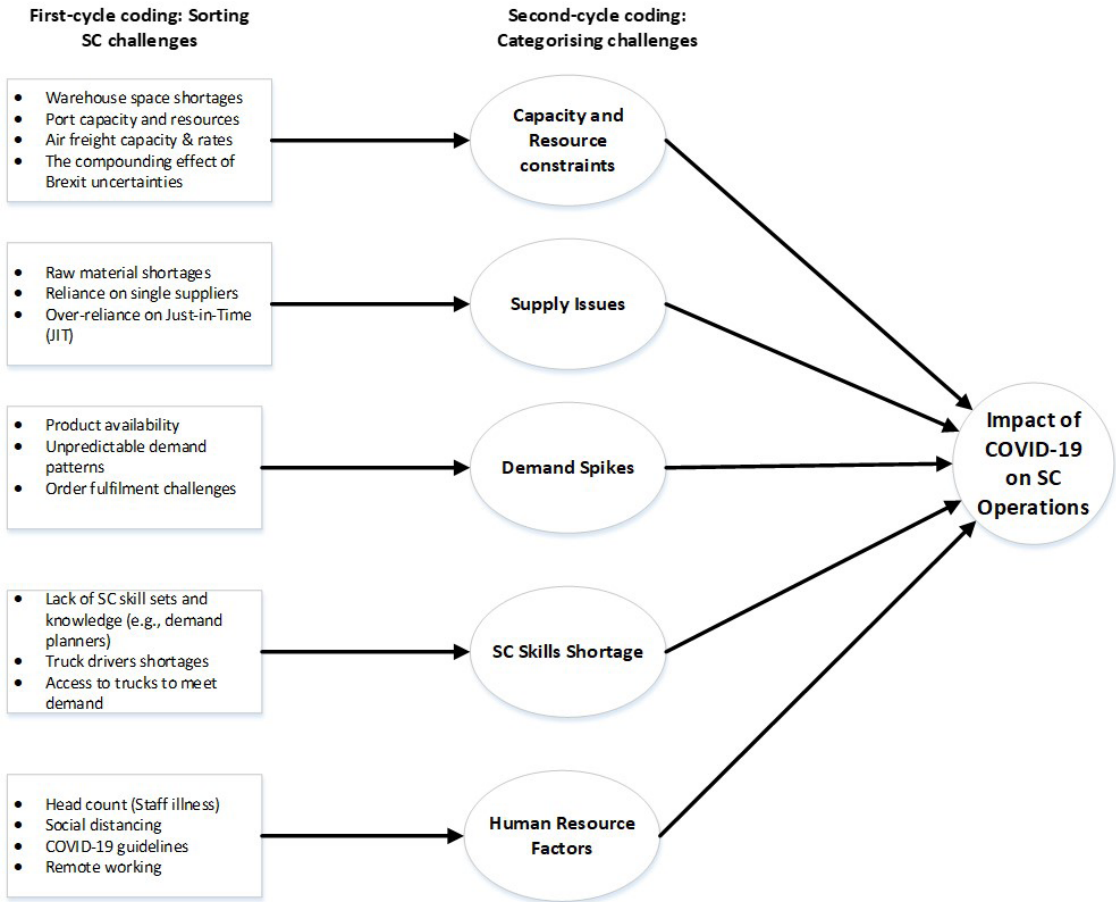 First-cycle coding: Sorting
SC challenges
Second-cycle coding:
Categorising challenges
• Warehouse space shortages
• Port capacity and resources
• Air freight capacity & rates
• The compounding effect of
Brexit uncertainties
Capacity and
Resource
constraints
• Raw material shortages
• Reliance on single suppliers
• Over-reliance on Just-in-Time
(JIT)
Supply Issues
• Product availability
• Unpredictable demand
patterns
• Order fulfilment challenges
Demand Spikes
• Lack of SC skill sets and
knowledge (e.g., demand
planners)
• Truck drivers shortages
• Access to trucks to meet
demand
SC Skills Shortage
• Head count (Staff illness)
• Social distancing
• COVID-19 guidelines
• Remote working
Human Resource
Factors
Impact of
COVID-19
on SC
Operations